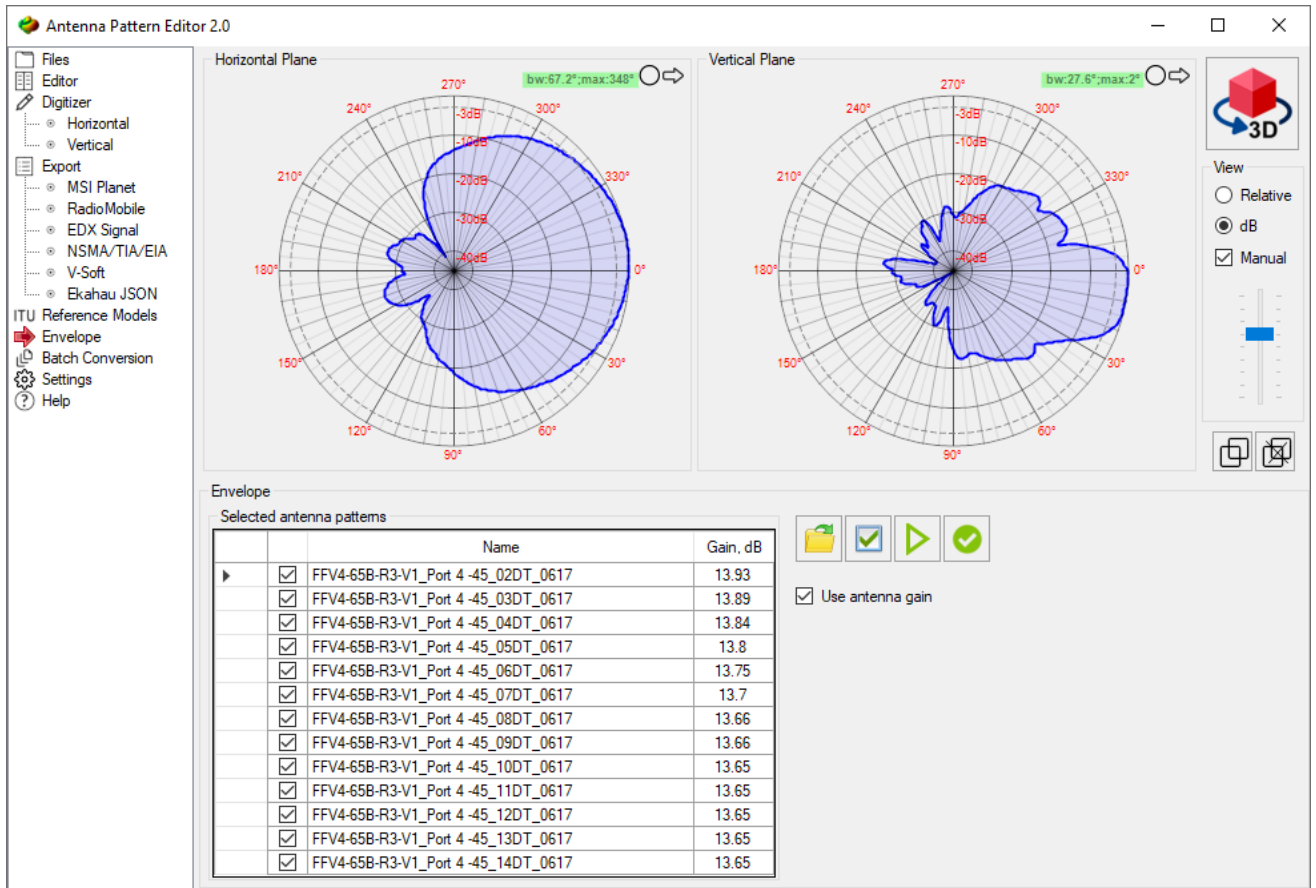 Antenna Pattern Editor 2.0
Files
Editor
Digitizer
Horizontal
Vertical
Export
MSI Planet
RadioMobile
EDX Signal
NSMA/TIA/EIA
V-Soft
Ekahau JSON
ITU Reference Models
Envelope
Batch Conversion
Settings
Help
Horizontal Plane
bw:67.2°;max:348°
270°
240°
300°
-3dB
-10dB
210°
-20dB
330°
-30dB
180°
-40dB
0°
150°
30°
120°
60°
90°
Vertical Plane
bw:27.6°;max:2°
270°
240°
300°
-3dB
-10dB
210°
-20dB
330°
-30dB
180°
-40dB
0°
150°
30°
120°
60°
90°
3D
View
Relative
dB
Manual
Envelope
Selected antenna patterns
Name Gain, dB
FFV4-65B-R3-V1_Port 4 -45_02DT_0617 13.93
FFV4-65B-R3-V1_Port 4 -45_03DT_0617 13.89
FFV4-65B-R3-V1_Port 4 -45_04DT_0617 13.84
FFV4-65B-R3-V1_Port 4 -45_05DT_0617 13.8
FFV4-65B-R3-V1_Port 4 -45_06DT_0617 13.75
FFV4-65B-R3-V1_Port 4 -45_07DT_0617 13.7
FFV4-65B-R3-V1_Port 4 -45_08DT_0617 13.66
FFV4-65B-R3-V1_Port 4 -45_09DT_0617 13.66
FFV4-65B-R3-V1_Port 4 -45_10DT_0617 13.65
FFV4-65B-R3-V1_Port 4 -45_11DT_0617 13.65
FFV4-65B-R3-V1_Port 4 -45_12DT_0617 13.65
FFV4-65B-R3-V1_Port 4 -45_13DT_0617 13.65
FFV4-65B-R3-V1_Port 4 -45_14DT_0617 13.65
Use antenna gain